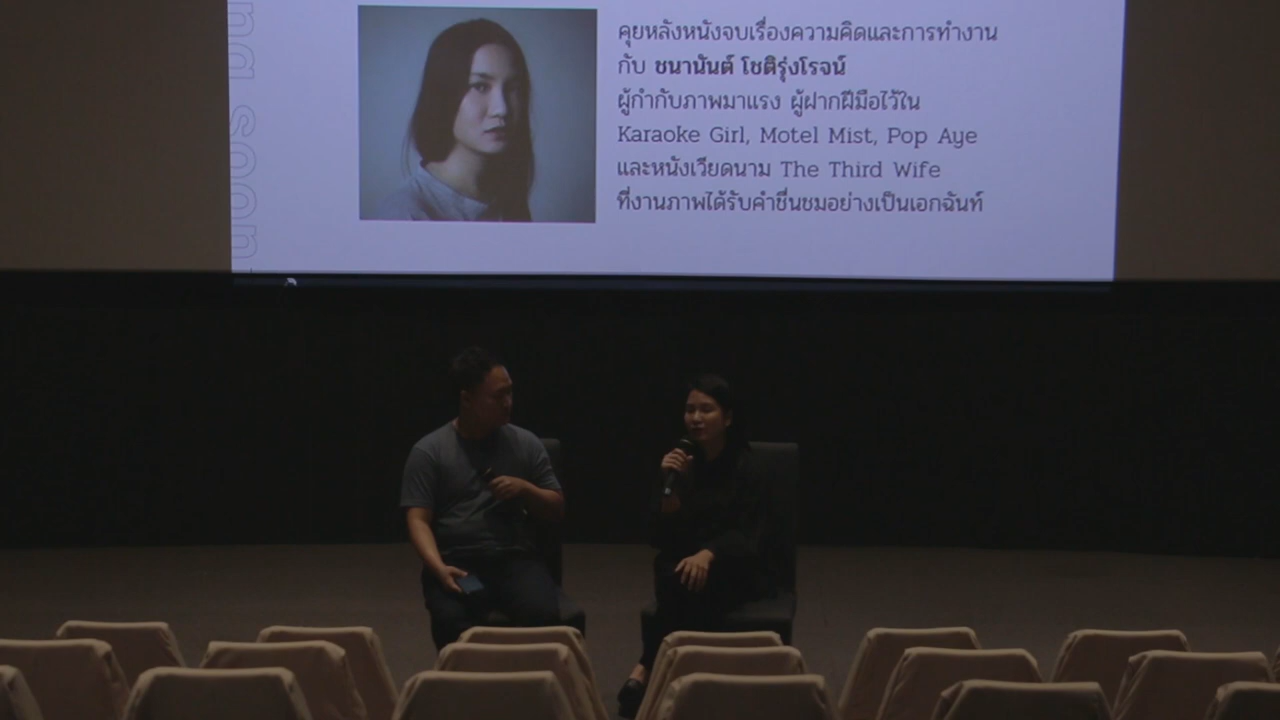 ng soon
คุยหลังหนังจบเรื่องความคิดและการทำงาน
กับ ชนานันต์ โชติรุ่งโรจน์
ผู้กำกับภาพมาแรง ผู้ฝากฝีมือไว้ใน
Karaoke Girl, Motel Mist, Pop Aye
และหนังเวียดนาม The Third Wife
ที่งานภาพได้รับคำชื่นชมอย่างเป็นเอกฉันท์